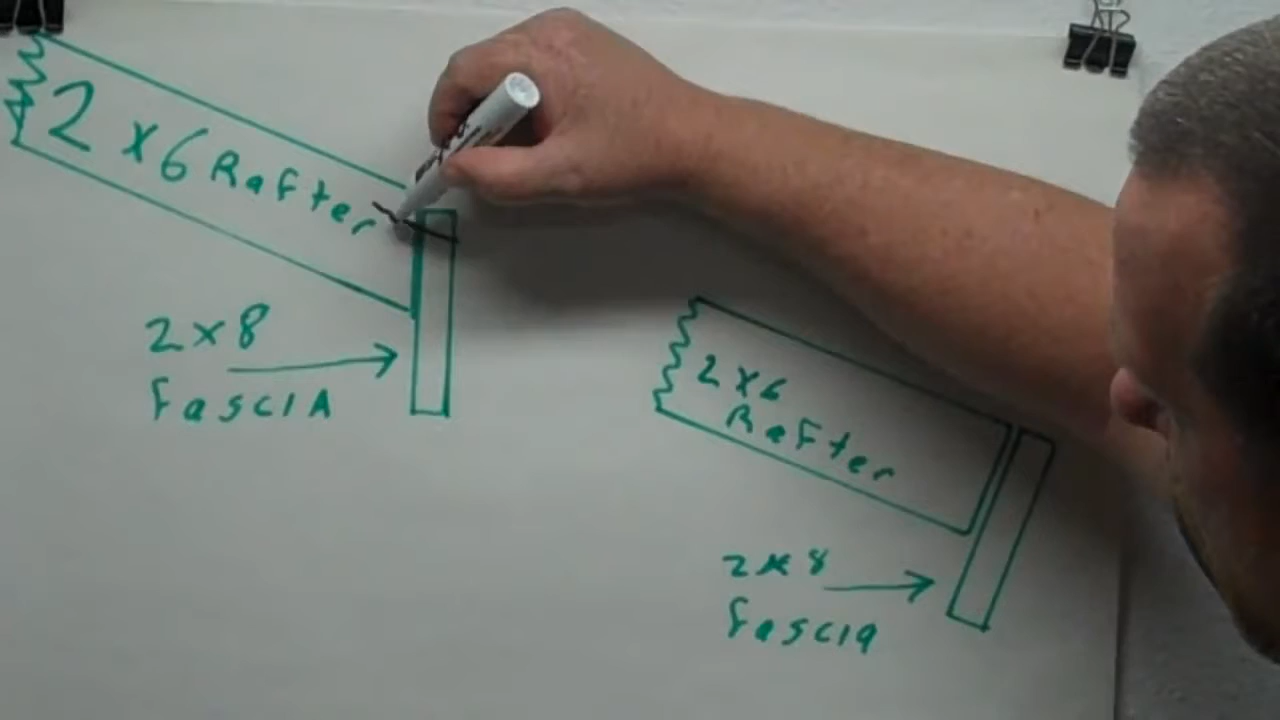 2 x 6 Rafter
2 x 8
FasciA
2 x 6
Rafter
2 x 8
Fascia